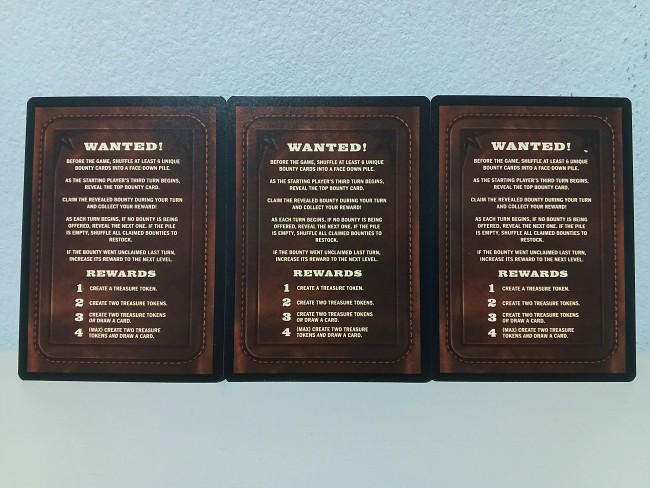 WANTED!
BEFORE THE GAME, SHUFFLE AT LEAST 6 UNIQUE
BOUNTY CARDS INTO A FACE DOWN PILE.
AS THE STARTING PLAYER'S THIRD TURN BEGINS,
REVEAL THE TOP BOUNTY CARD.
CLAIM THE REVEALED BOUNTY DURING YOUR TURN
AND COLLECT YOUR REWARD!
AS EACH TURN BEGINS, IF NO BOUNTY IS BEING
OFFERED, REVEAL THE NEXT ONE. IF THE PILE
IS EMPTY, SHUFFLE ALL CLAIMED BOUNTIES TO
RESTOCK.
IF THE BOUNTY WENT UNCLAIMED LAST TURN,
INCREASE ITS REWARD TO THE NEXT LEVEL.
REWARDS
1 CREATE A TREASURE TOKEN.
2 CREATE TWO TREASURE TOKENS.
3 CREATE TWO TREASURE TOKENS
OR DRAW A CARD.
4 (MAX) CREATE TWO TREASURE
TOKENS AND DRAW A CARD.
WANTED!
BEFORE THE GAME, SHUFFLE AT LEAST 6 UNIQUE
BOUNTY CARDS INTO A FACE DOWN PILE.
AS THE STARTING PLAYER'S THIRD TURN BEGINS,
REVEAL THE TOP BOUNTY CARD.
CLAIM THE REVEALED BOUNTY DURING YOUR TURN
AND COLLECT YOUR REWARD!
AS EACH TURN BEGINS, IF NO BOUNTY IS BEING
OFFERED, REVEAL THE NEXT ONE. IF THE PILE
IS EMPTY, SHUFFLE ALL CLAIMED BOUNTIES TO
RESTOCK.
IF THE BOUNTY WENT UNCLAIMED LAST TURN,
INCREASE ITS REWARD TO THE NEXT LEVEL.
REWARDS
1 CREATE A TREASURE TOKEN.
2 CREATE TWO TREASURE TOKENS.
3 CREATE TWO TREASURE TOKENS
OR DRAW A CARD.
4 (MAX) CREATE TWO TREASURE
TOKENS AND DRAW A CARD.
WANTED!
BEFORE THE GAME, SHUFFLE AT LEAST 6 UNIQUE
BOUNTY CARDS INTO A FACE DOWN PILE.
AS THE STARTING PLAYER'S THIRD TURN BEGINS,
REVEAL THE TOP BOUNTY CARD.
CLAIM THE REVEALED BOUNTY DURING YOUR TURN
AND COLLECT YOUR REWARD!
AS EACH TURN BEGINS, IF NO BOUNTY IS BEING
OFFERED, REVEAL THE NEXT ONE. IF THE PILE
IS EMPTY, SHUFFLE ALL CLAIMED BOUNTIES TO
RESTOCK.
IF THE BOUNTY WENT UNCLAIMED LAST TURN,
INCREASE ITS REWARD TO THE NEXT LEVEL.
REWARDS
1 CREATE A TREASURE TOKEN.
2 CREATE TWO TREASURE TOKENS.
3 CREATE TWO TREASURE TOKENS
OR DRAW A CARD.
4 (MAX) CREATE TWO TREASURE
TOKENS AND DRAW A CARD.